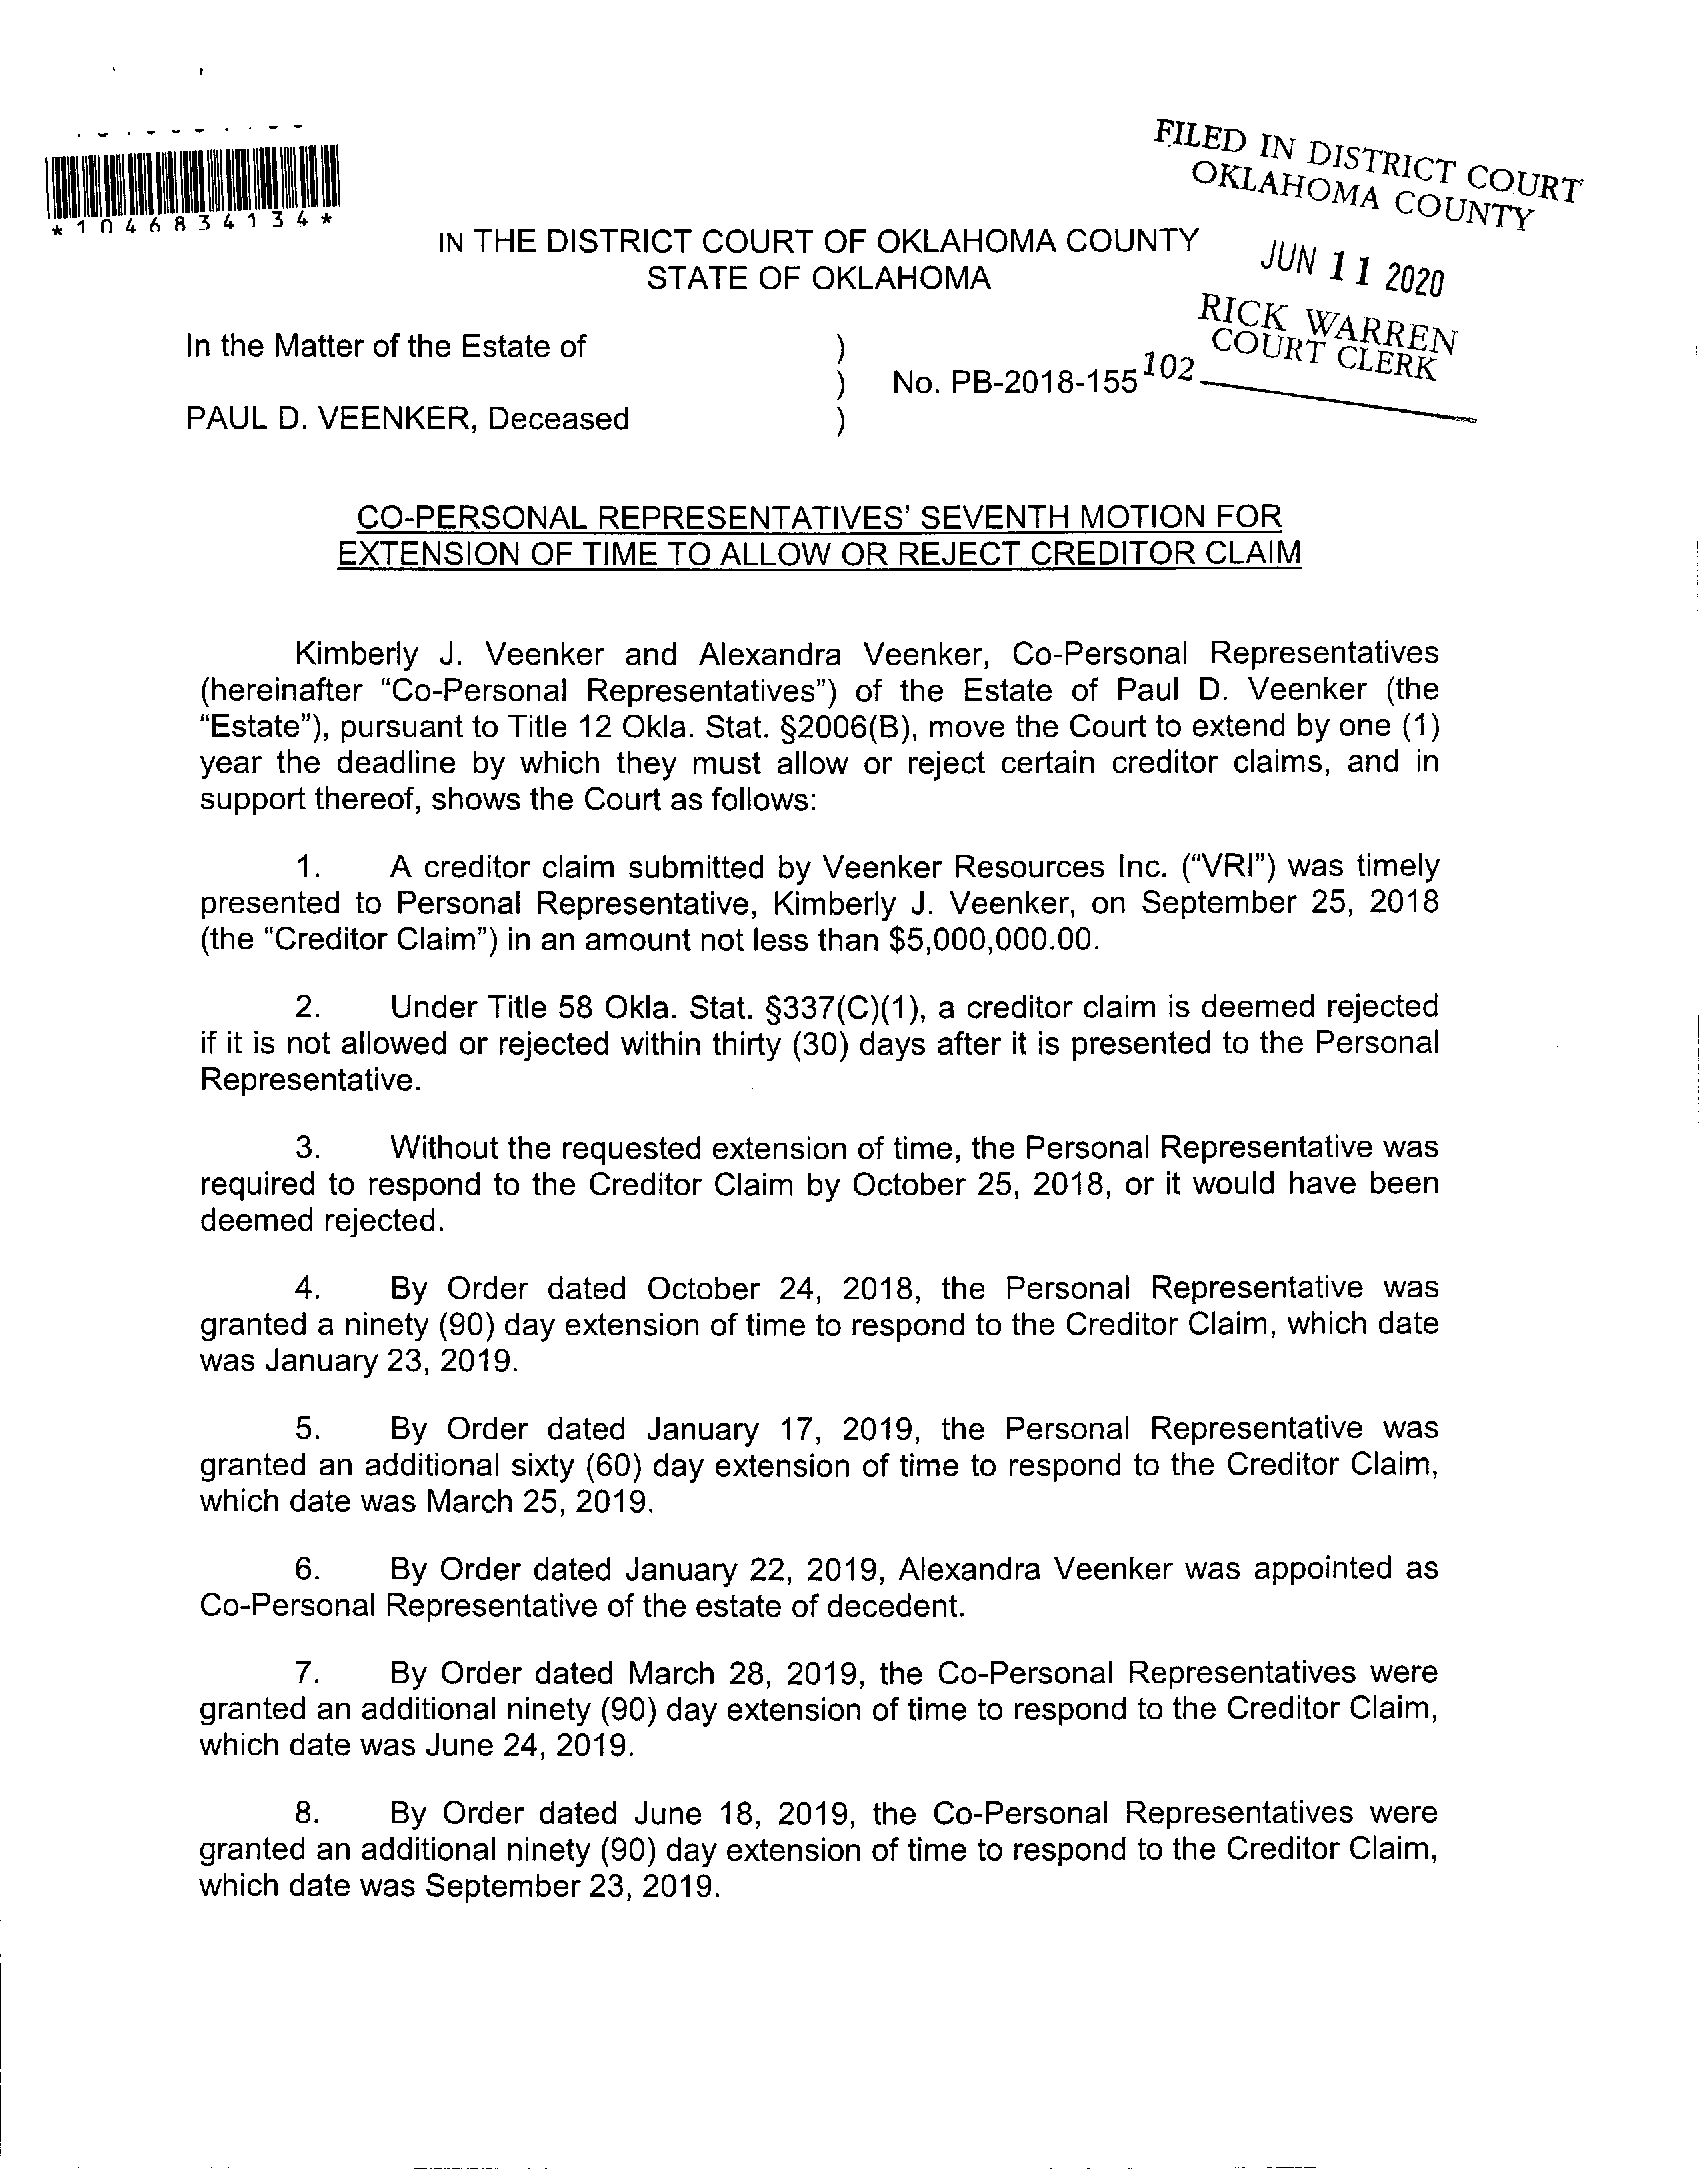 FILED IN DISTRICT COURT
OKLAHOMA COUNTY
*1046834134*
IN THE DISTRICT COURT OF OKLAHOMA COUNTY
STATE OF OKLAHOMA
JUN 11 2020
RICK WARREN
COURT CLERK
102
In the Matter of the Estate of )
) No. PB-2018-155
PAUL D. VEENKER, Deceased )
CO-PERSONAL REPRESENTATIVES' SEVENTH MOTION FOR
EXTENSION OF TIME TO ALLOW OR REJECT CREDITOR CLAIM
Kimberly J. Veenker and Alexandra Veenker, Co-Personal Representatives
(hereinafter “Co-Personal Representatives”) of the Estate of Paul D. Veenker (the
“Estate”), pursuant to Title 12 Okla. Stat. §2006(B), move the Court to extend by one (1)
year the deadline by which they must allow or reject certain creditor claims, and in
support thereof, shows the Court as follows:
1. A creditor claim submitted by Veenker Resources Inc. (“VRI”) was timely
presented to Personal Representative, Kimberly J. Veenker, on September 25, 2018
(the “Creditor Claim”) in an amount not less than $5,000,000.00.
2. Under Title 58 Okla. Stat. §337(C)(1), a creditor claim is deemed rejected
if it is not allowed or rejected within thirty (30) days after it is presented to the Personal
Representative.
3. Without the requested extension of time, the Personal Representative was
required to respond to the Creditor Claim by October 25, 2018, or it would have been
deemed rejected.
4. By Order dated October 24, 2018, the Personal Representative was
granted a ninety (90) day extension of time to respond to the Creditor Claim, which date
was January 23, 2019.
5. By Order dated January 17, 2019, the Personal Representative was
granted an additional sixty (60) day extension of time to respond to the Creditor Claim,
which date was March 25, 2019.
6. By Order dated January 22, 2019, Alexandra Veenker was appointed as
Co-Personal Representative of the estate of decedent.
7. By Order dated March 28, 2019, the Co-Personal Representatives were
granted an additional ninety (90) day extension of time to respond to the Creditor Claim,
which date was June 24, 2019.
8. By Order dated June 18, 2019, the Co-Personal Representatives were
granted an additional ninety (90) day extension of time to respond to the Creditor Claim,
which date was September 23, 2019.